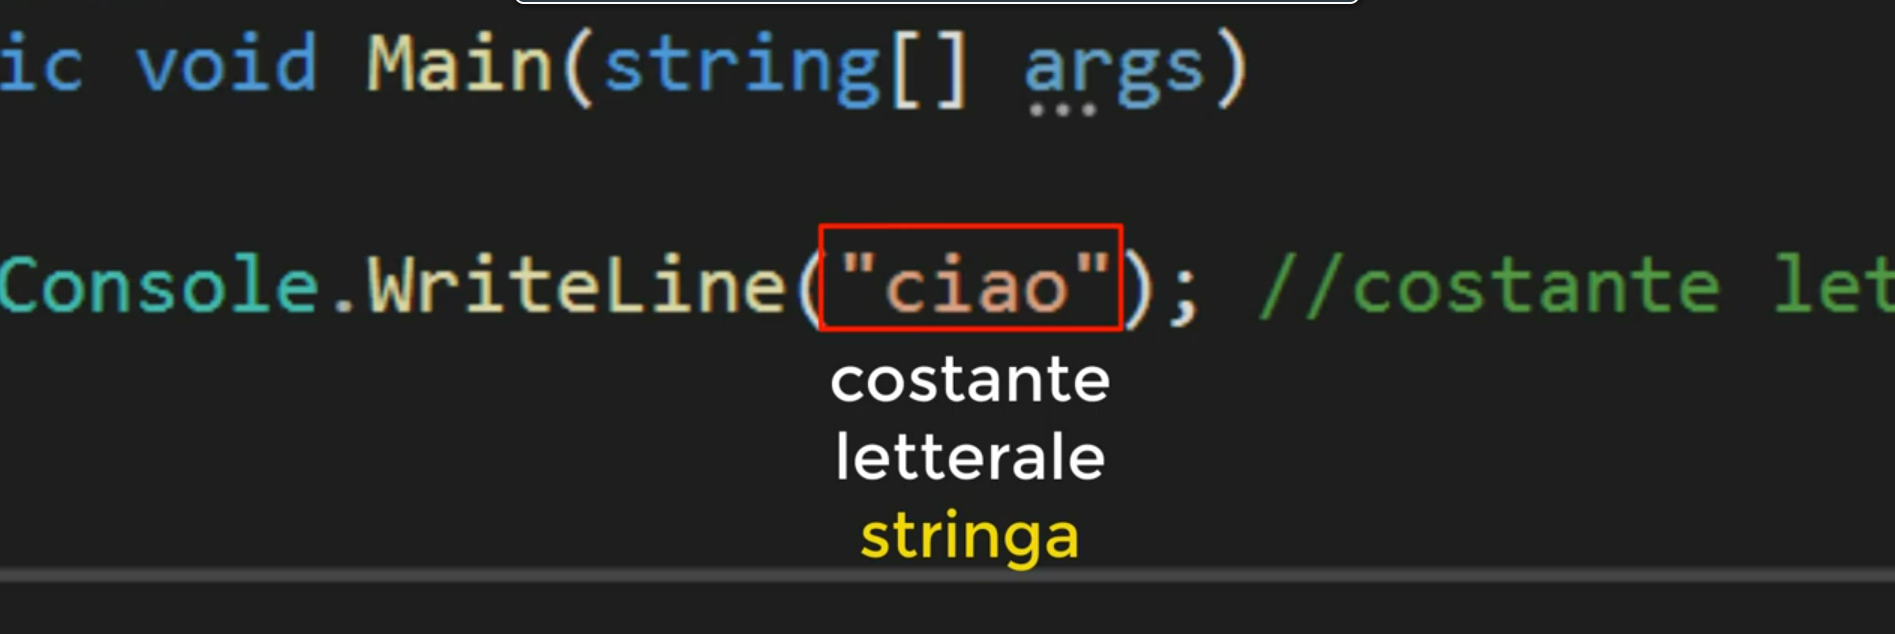 ic void Main(string[] args)
Console.WriteLine("ciao"); //costante let
costante
letterale
stringa